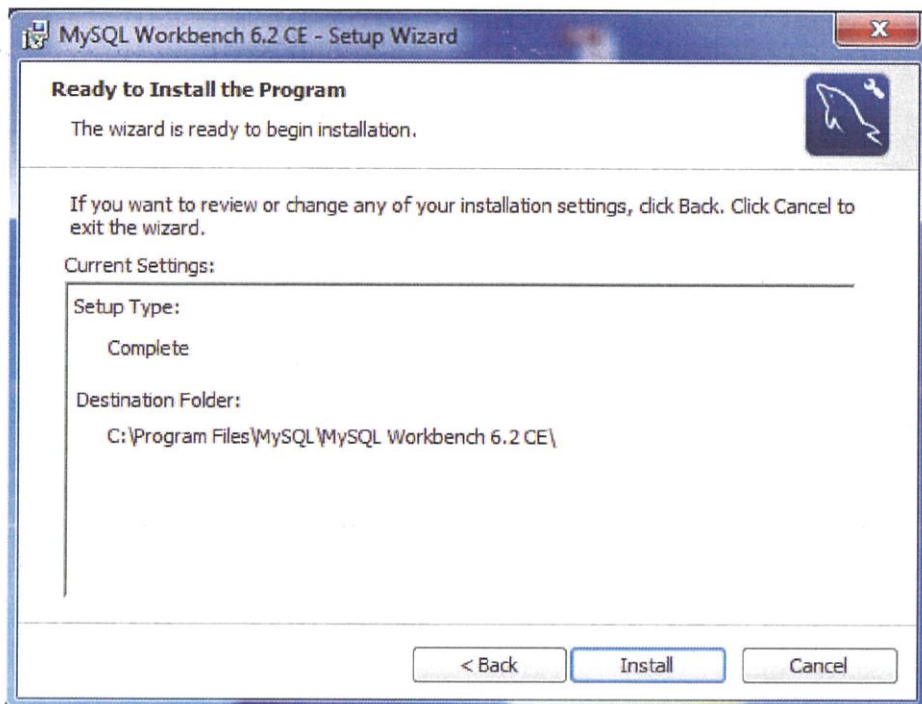 MySQL Workbench 6.2 CE - Setup Wizard
X
Ready to Install the Program
The wizard is ready to begin installation.
If you want to review or change any of your installation settings, click Back. Click Cancel to
exit the wizard.
Current Settings:
Setup Type:
Complete
Destination Folder:
C:\Program Files\MySQL\MySQL Workbench 6.2 CE\
< Back
Install
Cancel